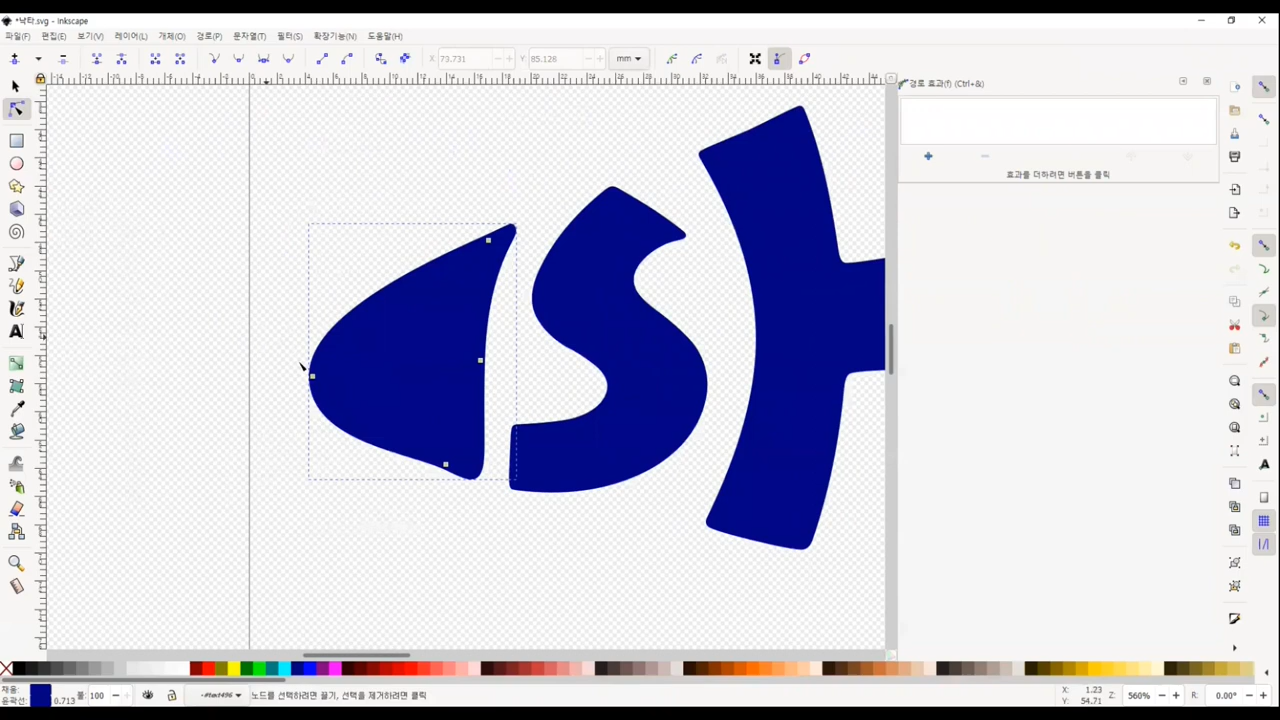 *낙타.svg - Inkscape
파일(F) 편집(E) 보기(V) 레이어(L) 개체(O) 경로(P) 문자열(T) 필터(S) 확장기능(N) 도움말(H)
X: 73.731 Y: 85.128 mm
경로 효과(f) (Ctrl+&)
효과를 더하려면 버튼을 클릭
S
채움:
윤곽선: 0.713
불: 100
-#text496
노드를 선택하려면 끌기, 선택을 제거하려면 클릭
X: 1.23
Y: 54.71
Z: 560%
R: 0.00°